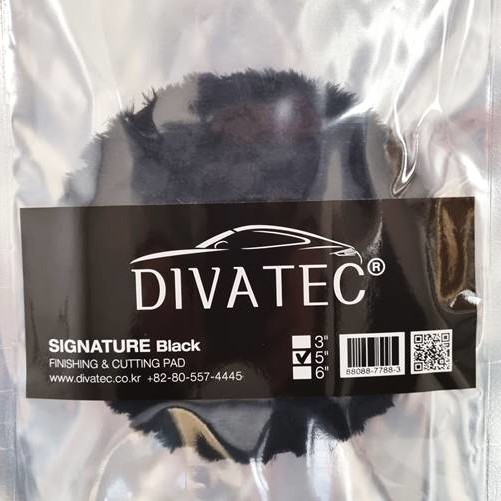 DIVATEC®
SIGNATURE Black
FINISHING & CUTTING PAD
www.divatec.co.kr +82-80-557-4445
3"
5"
6"
88088-7788-3